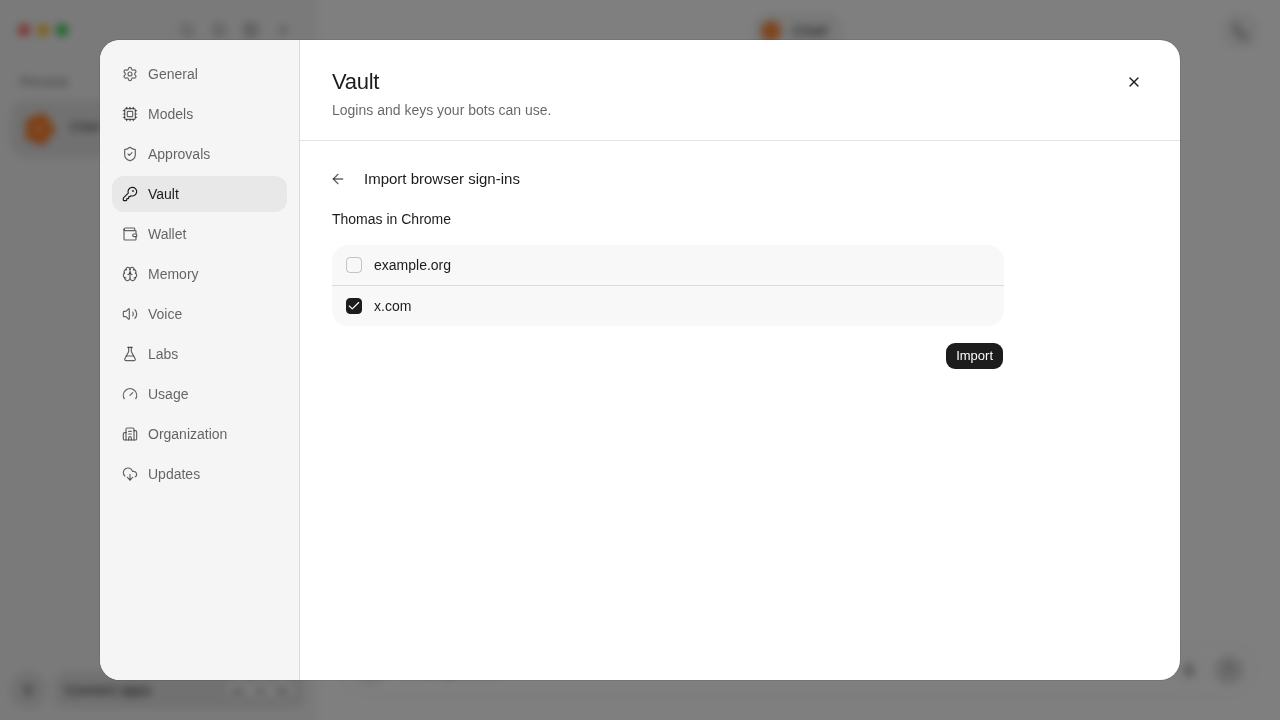 General
Models
Approvals
Vault
Wallet
Memory
Voice
Labs
Usage
Organization
Updates
Vault
Logins and keys your bots can use.
Import browser sign-ins
Thomas in Chrome
example.org
x.com
Import